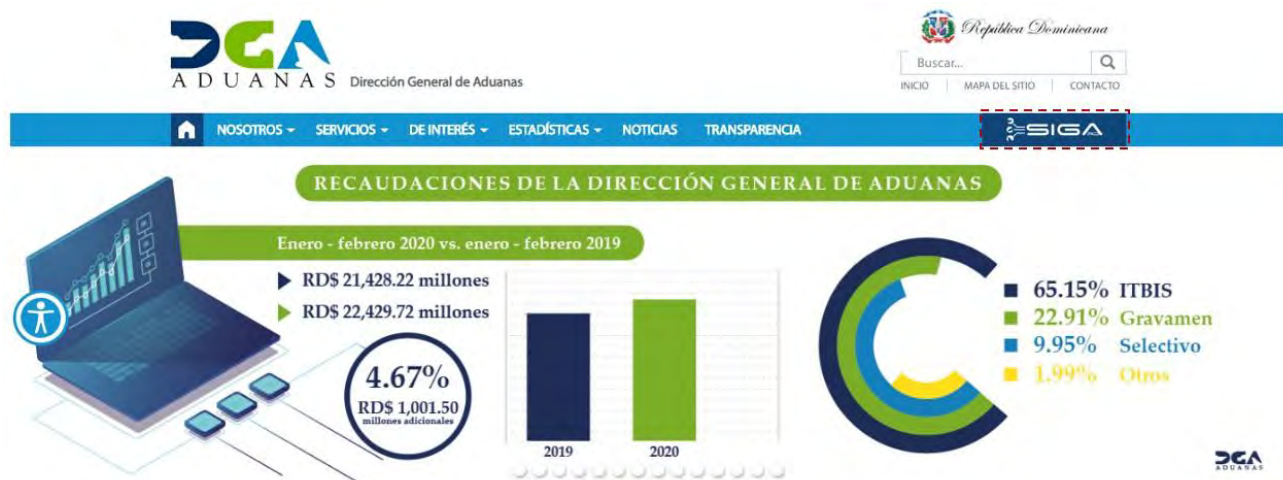 DGA
ADUANAS Dirección General de Aduanas
República Dominicana
Buscar...
INICIO MAPA DEL SITIO CONTACTO
NOSOTROS SERVICIOS DE INTERÉS ESTADÍSTICAS NOTICIAS TRANSPARENCIA SIGA
RECAUDACIONES DE LA DIRECCIÓN GENERAL DE ADUANAS
Enero - febrero 2020 vs. enero - febrero 2019
RD$ 21,428.22 millones
RD$ 22,429.72 millones
4.67%
RD$ 1,001.50
millones adicionales
2019 2020
65.15% ITBIS
22.91% Gravamen
9.95% Selectivo
1.99% Otros
DGA
ADUANAS